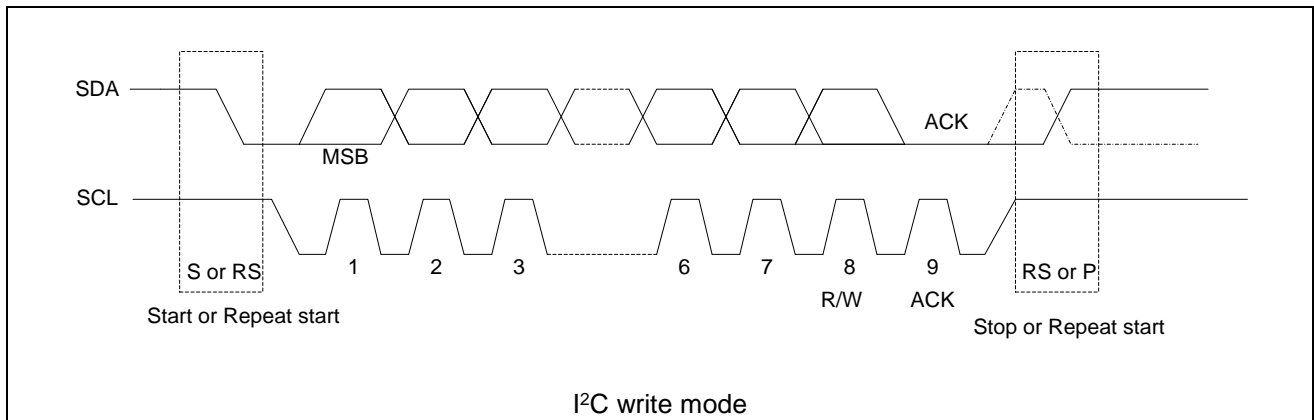 SDA
ACK
MSB
SCL
S or RS
1 2 3 6 7 8 9
RS or P
R/W ACK
Start or Repeat start
Stop or Repeat start
I²C write mode